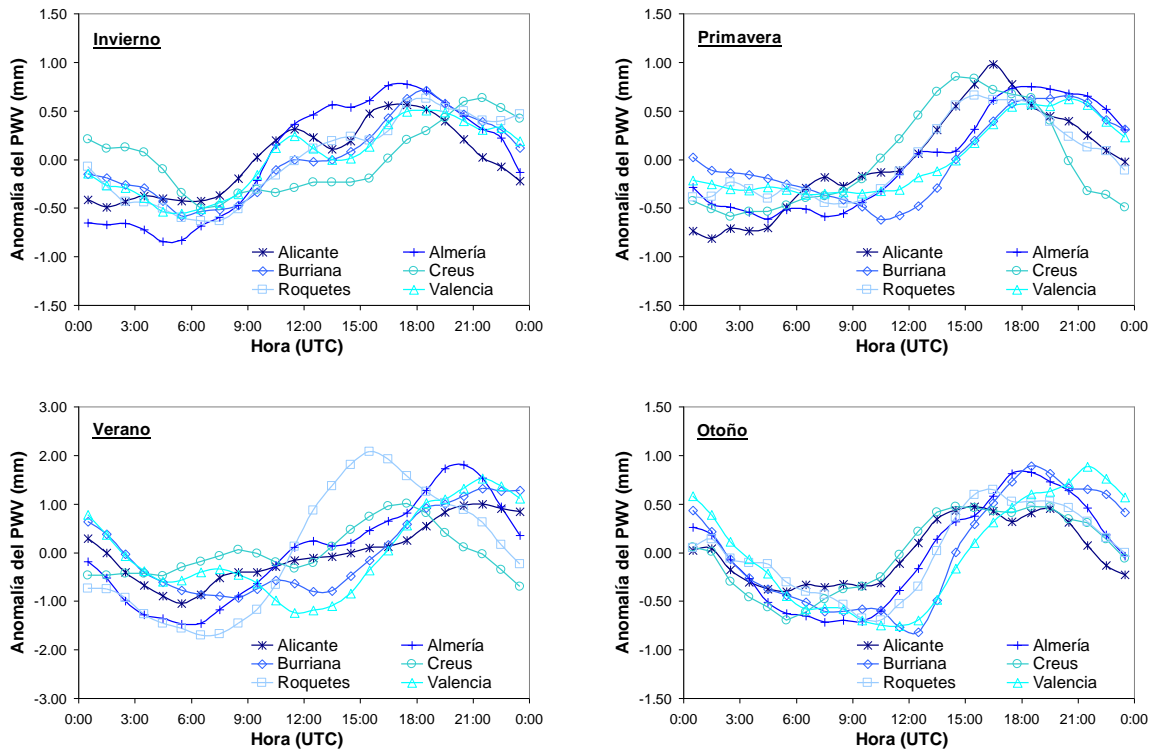 Invierno
Anomalía del PWV (mm)
1.50
1.00
0.50
0.00
-0.50
-1.00
-1.50
Alicante Almería
Burriana Creus
Roquetes Valencia
0:00 3:00 6:00 9:00 12:00 15:00 18:00 21:00 0:00
Hora (UTC)
Primavera
Anomalía del PWV (mm)
1.50
1.00
0.50
0.00
-0.50
-1.00
-1.50
Alicante Almería
Burriana Creus
Roquetes Valencia
0:00 3:00 6:00 9:00 12:00 15:00 18:00 21:00 0:00
Hora (UTC)
Verano
Anomalía del PWV (mm)
3.00
2.00
1.00
0.00
-1.00
-2.00
-3.00
Alicante Almería
Burriana Creus
Roquetes Valencia
0:00 3:00 6:00 9:00 12:00 15:00 18:00 21:00 0:00
Hora (UTC)
Otoño
Anomalía del PWV (mm)
1.50
1.00
0.50
0.00
-0.50
-1.00
-1.50
Alicante Almería
Burriana Creus
Roquetes Valencia
0:00 3:00 6:00 9:00 12:00 15:00 18:00 21:00 0:00
Hora (UTC)